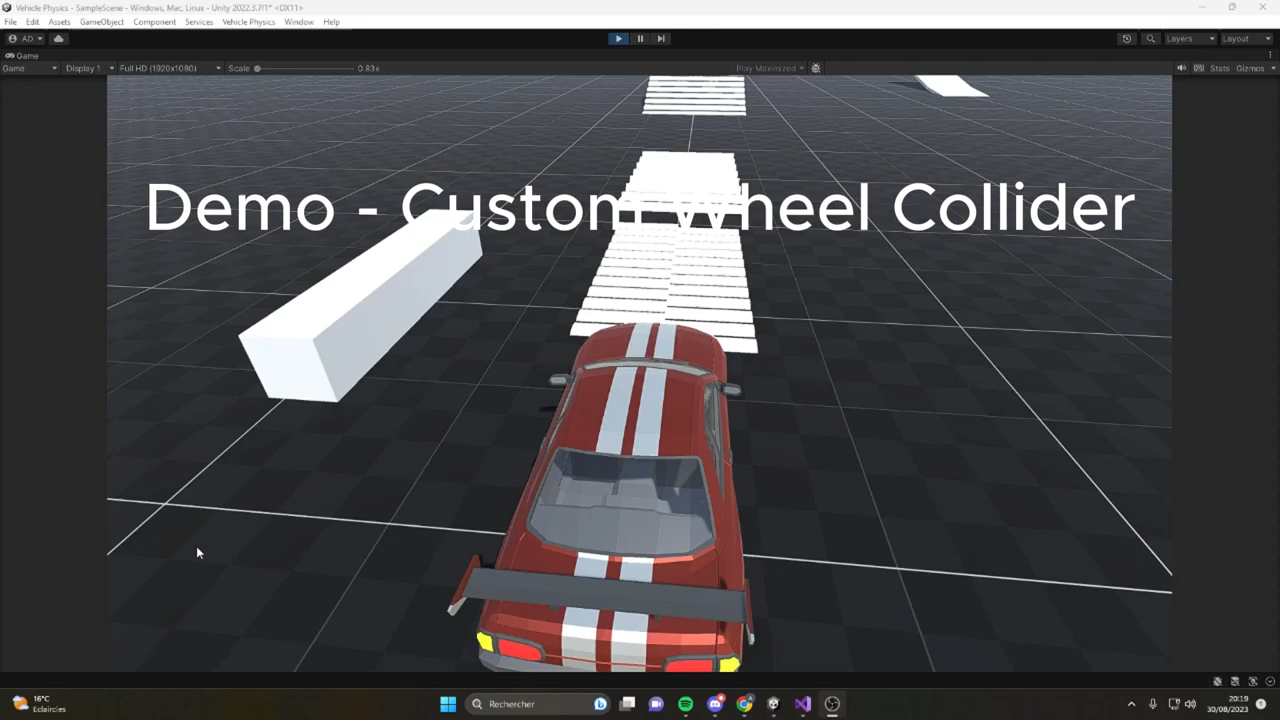 Vehicle Physics - SampleScene - Windows, Mac, Linux - Unity 2022.3.7f1* <DX11>
File Edit Assets GameObject Component Services Vehicle Physics Window Help
AD Layers Layout
Game
Game Display 1 Full HD (1920x1080) Scale 0.83x Play Maximized Stats Gizmos
Demo - Custom Wheel Collider
16°C
Eclaircies
Rechercher
20:19
30/08/2023
1